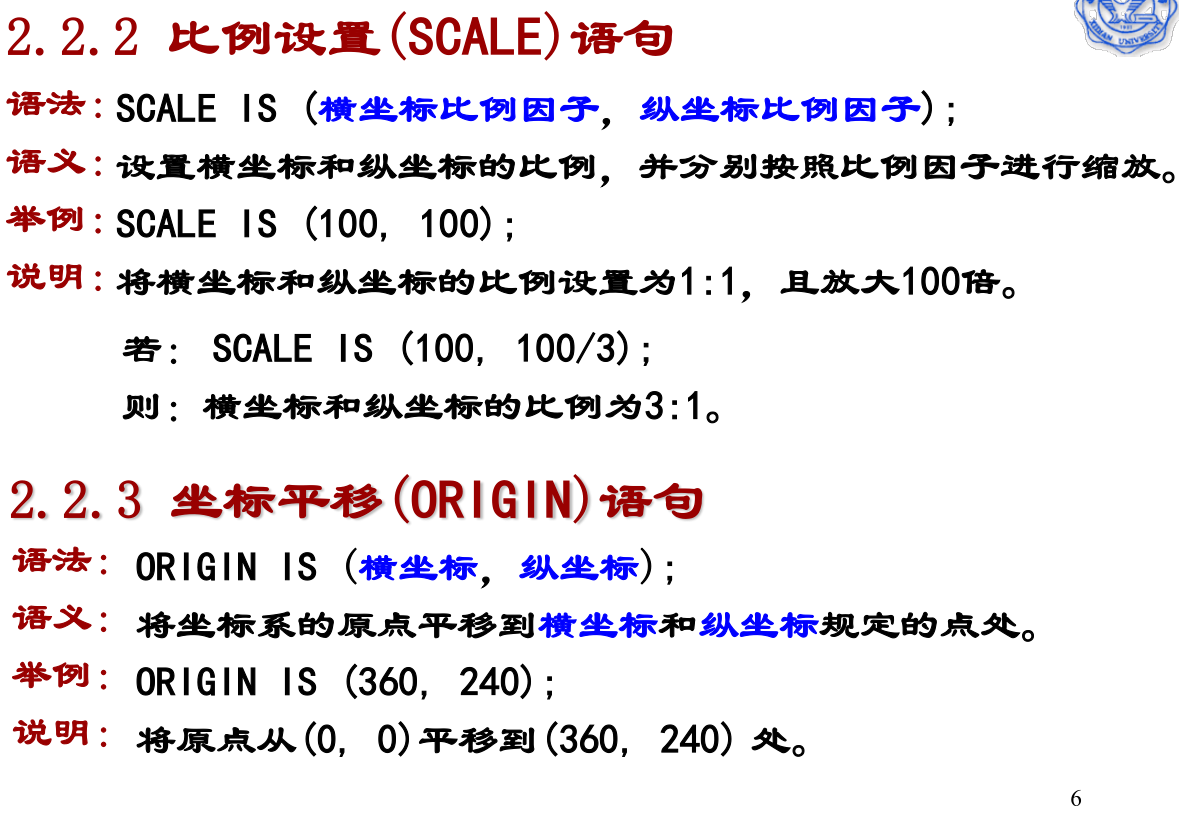 2.2.2 比例设置(SCALE)语句
语法: SCALE IS (横坐标比例因子, 纵坐标比例因子);
语义: 设置横坐标和纵坐标的比例, 并分别按照比例因子进行缩放。
举例: SCALE IS (100, 100);
说明: 将横坐标和纵坐标的比例设置为1:1, 且放大100倍。
若: SCALE IS (100, 100/3);
则: 横坐标和纵坐标的比例为3:1。
2.2.3 坐标平移(ORIGIN)语句
语法: ORIGIN IS (横坐标, 纵坐标);
语义: 将坐标系的原点平移到横坐标和纵坐标规定的点处。
举例: ORIGIN IS (360, 240);
说明: 将原点从(0, 0)平移到(360, 240) 处。
6